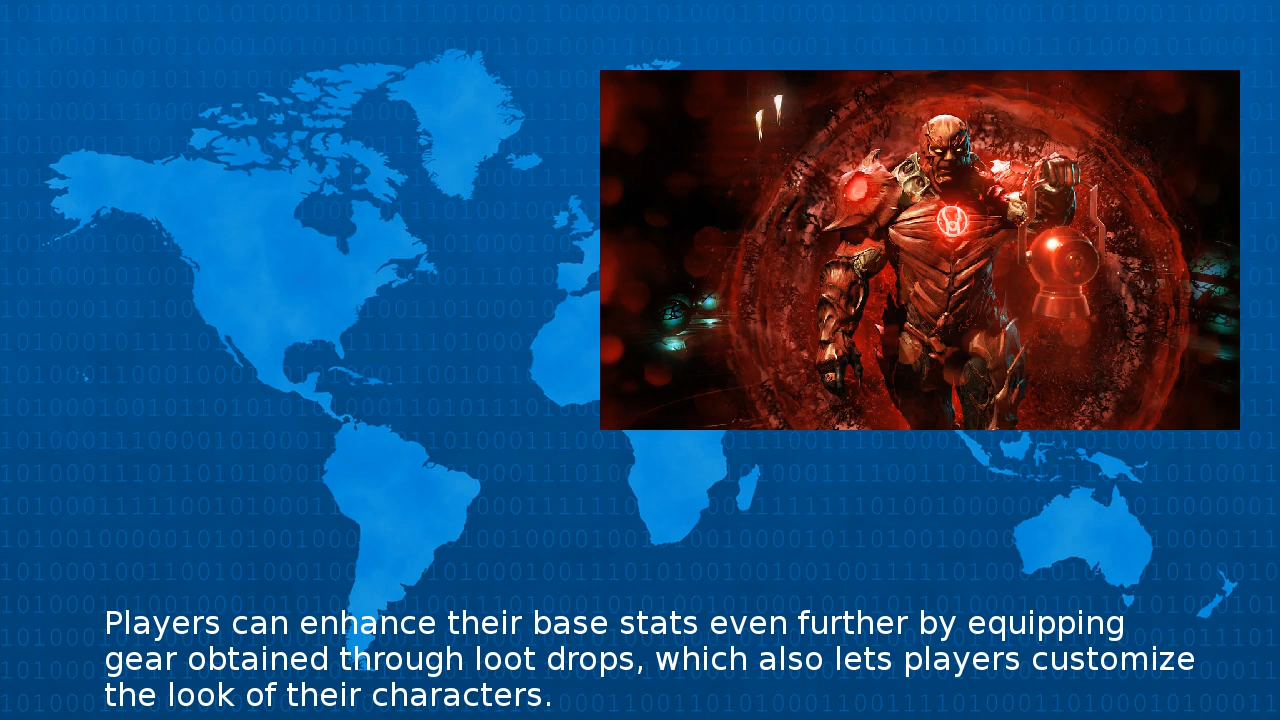 Players can enhance their base stats even further by equipping
gear obtained through loot drops, which also lets players customize
the look of their characters.